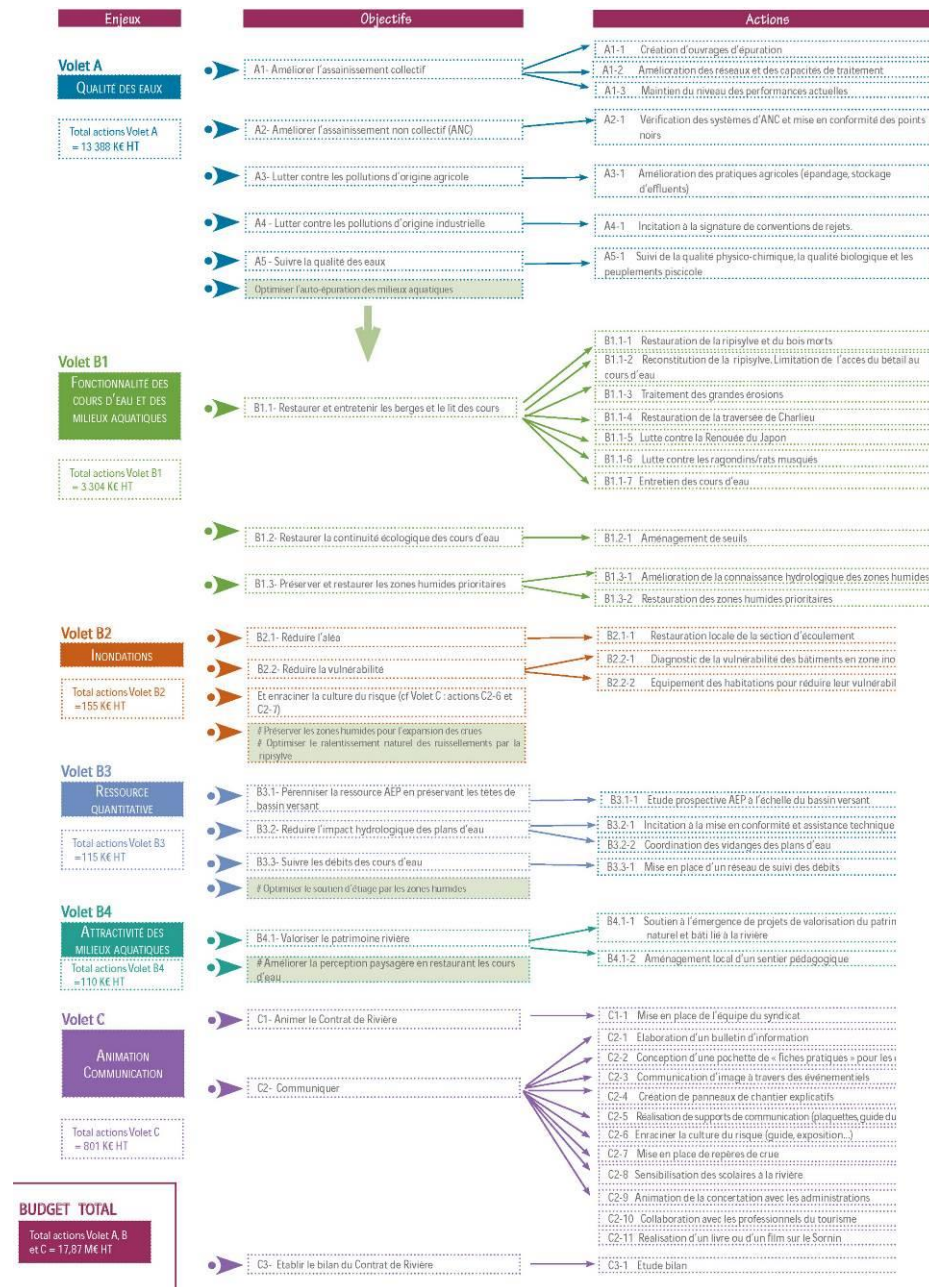 Enjeux
Objectifs
Actions
Volet A
QUALITÉ DES EAUX
Total actions Volet A
= 13 388 K€ HT
A1- Améliorer l'assainissement collectif
A1-1 Création d'ouvrages d'épuration
A1-2 Amélioration des réseaux et des capacités de traitement
A1-3 Maintien du niveau des performances actuelles
A2- Améliorer l'assainissement non collectif (ANC)
A2-1 Vérification des systèmes d'ANC et mise en conformité des points
noirs
A3- Lutter contre les pollutions d'origine agricole
A3-1 Amélioration des pratiques agricoles (épandage, stockage
d'effluents)
A4 - Lutter contre les pollutions d'origine industrielle
A4-1 Incitation à la signature de conventions de rejets.
A5 - Suivre la qualité des eaux
A5-1 Suivi de la qualité physico-chimique, la qualité biologique et les
peuplements piscicole
Optimiser l'auto-épuration des milieux aquatiques
Volet B1
FONCTIONNALITÉ DES
COURS D'EAU ET DES
MILIEUX AQUATIQUES
Total actions Volet B1
= 3 304 K€ HT
B1.1- Restaurer et entretenir les berges et le lit des cours
B1.1-1 Restauration de la ripisylve et du bois morts
B1.1-2 Reconstitution de la ripisylve. Limitation de l'accès du bétail au
cours d'eau
B1.1-3 Traitement des grandes érosions
B1.1-4 Restauration de la traversée de Charlieu
B1.1-5 Lutte contre la Renouée du Japon
B1.1-6 Lutte contre les ragondins/rats musqués
B1.1-7 Entretien des cours d'eau
B1.2- Restaurer la continuité écologique des cours d'eau
B1.2-1 Aménagement de seuils
B1.3- Préserver et restaurer les zones humides prioritaires
B1.3-1 Amélioration de la connaissance hydrologique des zones humides
B1.3-2 Restauration des zones humides prioritaires
Volet B2
INONDATIONS
Total actions Volet B2
=155 K€ HT
B2.1- Réduire l'aléa
B2.1-1 Restauration locale de la section d'écoulement
B2.2- Réduire la vulnérabilité
B2.2-1 Diagnostic de la vulnérabilité des bâtiments en zone ino
B2.2-2 Equipement des habitations pour réduire leur vulnérabil
Et enraciner la culture du risque (cf Volet C : actions C2-6 et
C2-7)
# Préserver les zones humides pour l'expansion des crues
# Optimiser le ralentissement naturel des ruissellements par la
ripisylve
Volet B3
RESSOURCE
QUANTITATIVE
Total actions Volet B3
=115 K€ HT
B3.1- Pérenniser la ressource AEP en préservant les têtes de
bassin versant
B3.1-1 Etude prospective AEP à l'échelle du bassin versant
B3.2- Réduire l'impact hydrologique des plans d'eau
B3.2-1 Incitation à la mise en conformité et assistance technique
B3.2-2 Coordination des vidanges des plans d'eau
B3.3- Suivre les débits des cours d'eau
B3.3-1 Mise en place d'un réseau de suivi des débits
# Optimiser le soutien d'étiage par les zones humides
Volet B4
ATTRACTIVITÉ DES
MILIEUX AQUATIQUES
Total actions Volet B4
=110 K€ HT
B4.1- Valoriser le patrimoine rivière
B4.1-1 Soutien à l'émergence de projets de valorisation du patrim
naturel et bâti lié à la rivière
B4.1-2 Aménagement local d'un sentier pédagogique
# Améliorer la perception paysagère en restaurant les cours
d'eau
Volet C
ANIMATION
COMMUNICATION
Total actions Volet C
= 801 K€ HT
C1- Animer le Contrat de Rivière
C1-1 Mise en place de l'équipe du syndicat
C2- Communiquer
C2-1 Elaboration d'un bulletin d'information
C2-2 Conception d'une pochette de « fiches pratiques » pour les
C2-3 Communication d'image à travers des événementiels
C2-4 Création de panneaux de chantier explicatifs
C2-5 Réalisation de supports de communication (plaquettes, guide du
C2-6 Enraciner la culture du risque (guide, exposition...)
C2-7 Mise en place de repères de crue
C2-8 Sensibilisation des scolaires à la rivière
C2-9 Animation de la concertation avec les administrations
C2-10 Collaboration avec les professionnels du tourisme
C2-11 Réalisation d'un livre ou d'un film sur le Sornin
C3- Etablir le bilan du Contrat de Rivière
C3-1 Etude bilan
BUDGET TOTAL
Total actions Volet A, B
et C = 17,87 M€ HT